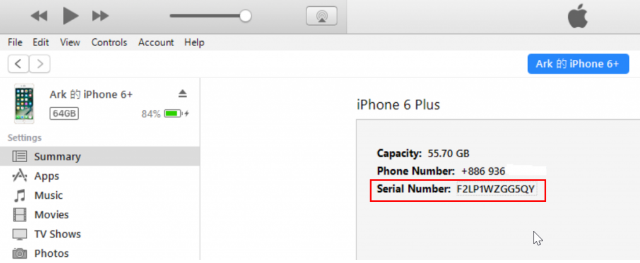 File Edit View Controls Account Help
Ark 的 iPhone 6+
Ark 的 iPhone 6+
64GB 84%
Settings
Summary
Apps
Music
Movies
TV Shows
Photos
iPhone 6 Plus
Capacity: 55.70 GB
Phone Number: +886 936
Serial Number: F2LP1WZGG5QY